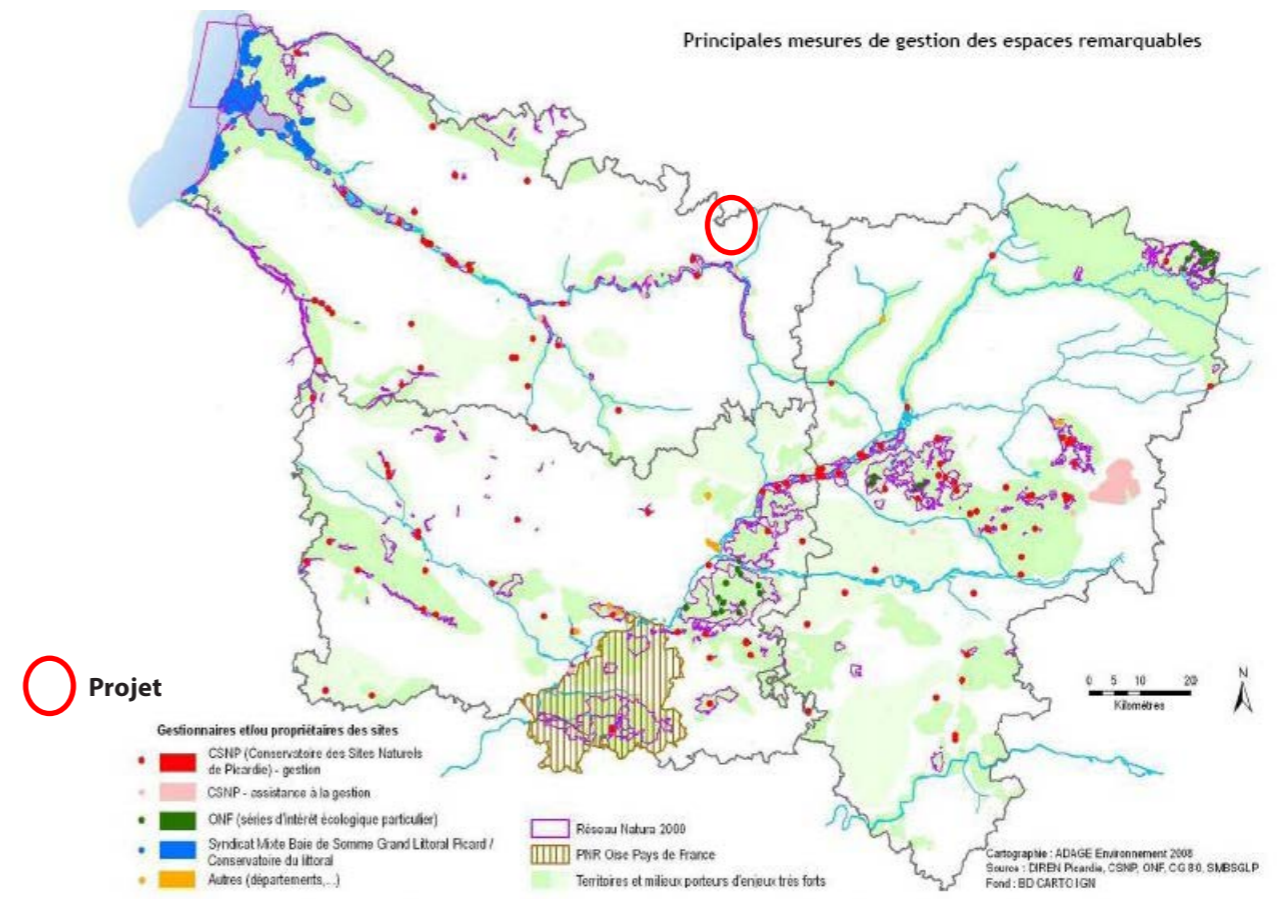 Principales mesures de gestion des espaces remarquables
Projet
Gestionnaires et/ou propriétaires des sites
CSNP (Conservatoire des Sites Naturels
de Picardie) - gestion
CSNP - assistance à la gestion
ONF (séries d'intérêt écologique particulier)
Syndicat Mixte Baie de Somme Grand Littoral Picard /
Conservatoire du littoral
Autres (départements,...)
Réseau Natura 2000
PNR Oise Pays de France
Territoires et milieux porteurs d'enjeux très forts
0 5 10 20
Kilomètres
N
Cartographie : ADAGE Environnement 2008
Source : DIREN Picardie, CSNP, ONF, CG 80, SMBSGLP
Fond : BD CARTO IGN